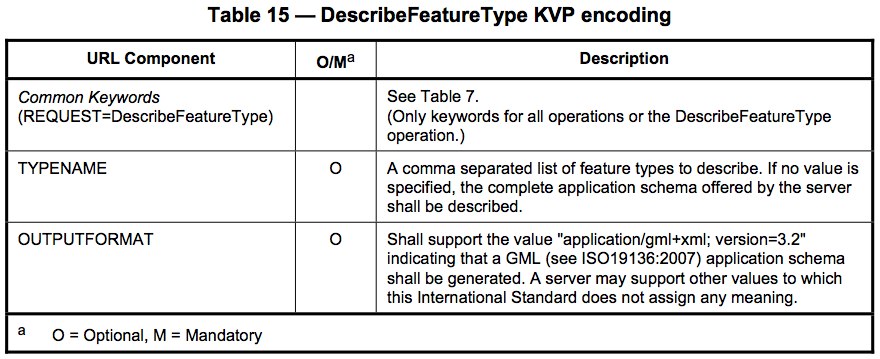 Table 15 — DescribeFeatureType KVP encoding
URL Component O/Mᵃ Description
Common Keywords
(REQUEST=DescribeFeatureType)
See Table 7.
(Only keywords for all operations or the DescribeFeatureType
operation.)
TYPENAME O A comma separated list of feature types to describe. If no value is
specified, the complete application schema offered by the server
shall be described.
OUTPUTFORMAT O Shall support the value "application/gml+xml; version=3.2"
indicating that a GML (see ISO19136:2007) application schema
shall be generated. A server may support other values to which
this International Standard does not assign any meaning.
a O = Optional, M = Mandatory